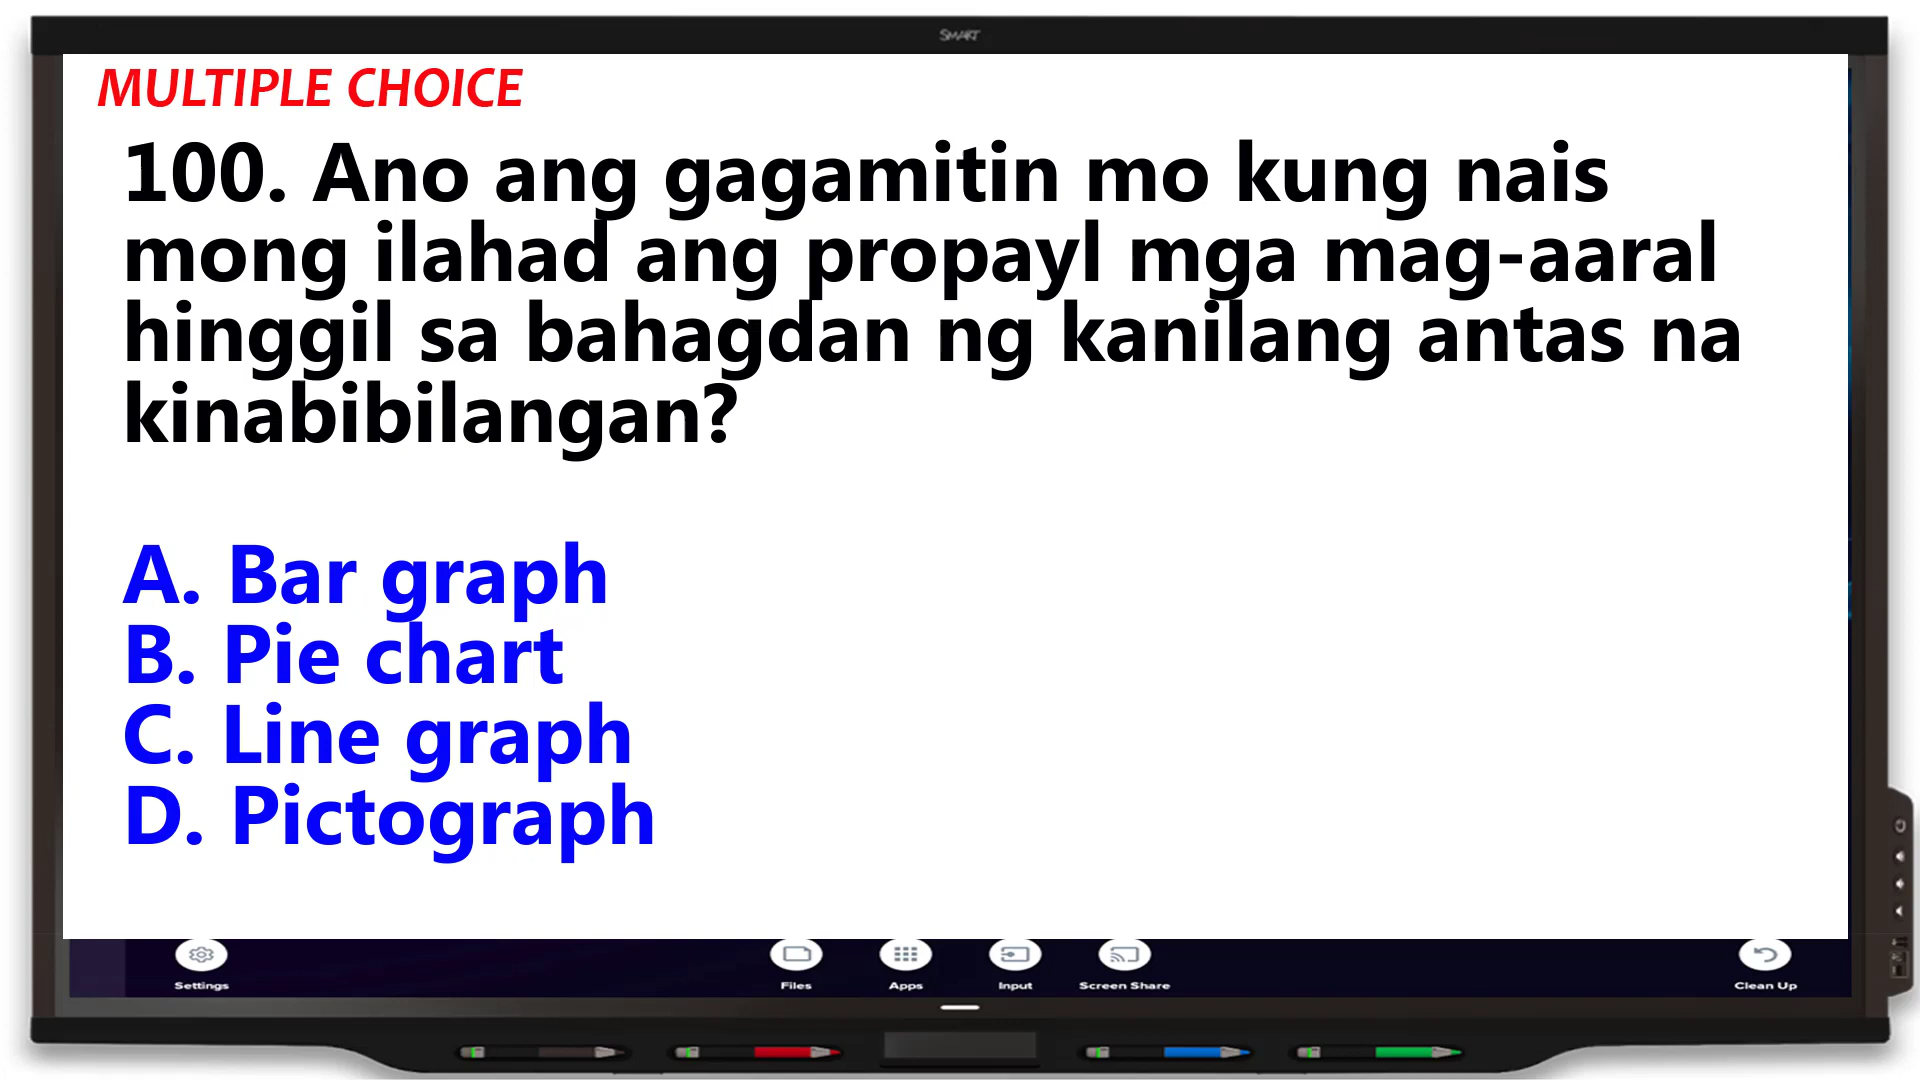 SMART
MULTIPLE CHOICE
100. Ano ang gagamitin mo kung nais
mong ilahad ang propayl mga mag-aaral
hinggil sa bahagdan ng kanilang antas na
kinabibilangan?
A. Bar graph
B. Pie chart
C. Line graph
D. Pictograph
Settings
Files
Apps
Input
Screen Share
Clean Up